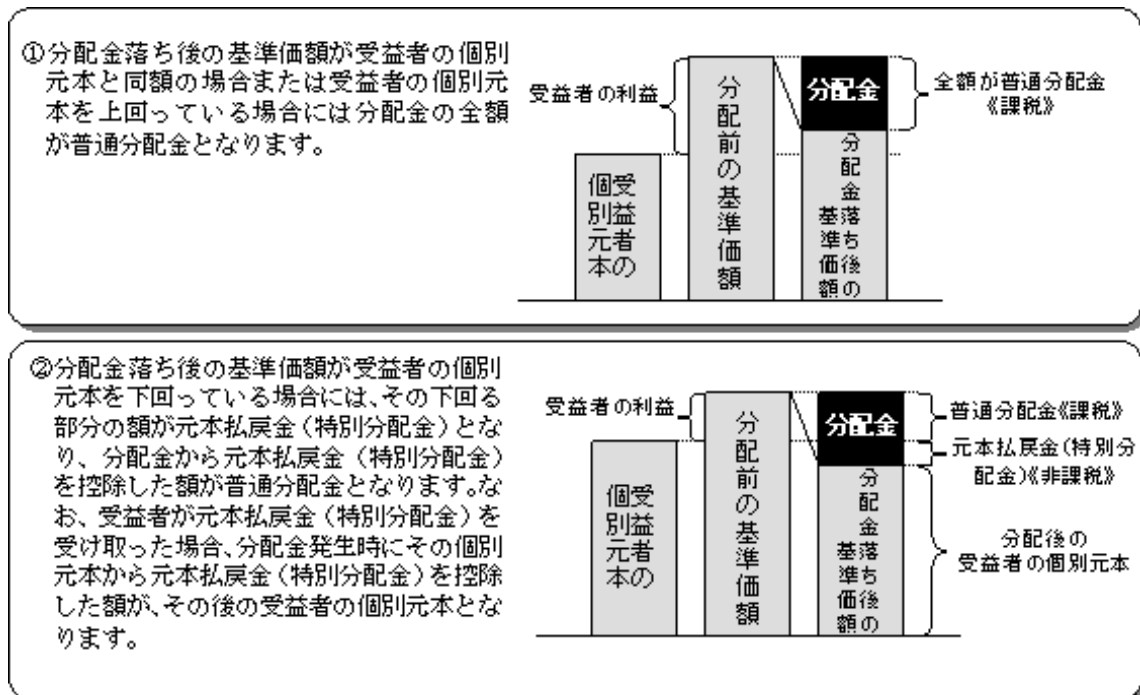 ①分配金落ち後の基準価額が受益者の個別
元本と同額の場合または受益者の個別元
本を上回っている場合には分配金の全額
が普通分配金となります。
受益者の利益
受益者の
個別元本
分配前の基準価額
分配金
分配金落ち後の
基準価額
全額が普通分配金
《課税》
②分配金落ち後の基準価額が受益者の個別
元本を下回っている場合には、その下回る
部分の額が元本払戻金(特別分配金)とな
り、分配金から元本払戻金(特別分配金)
を控除した額が普通分配金となります。な
お、受益者が元本払戻金(特別分配金)を
受け取った場合、分配金発生時にその個別
元本から元本払戻金(特別分配金)を控除
した額が、その後の受益者の個別元本とな
ります。
受益者の利益
受益者の
個別元本
分配前の基準価額
分配金
分配金落ち後の
基準価額
普通分配金《課税》
元本払戻金(特別分
配金)《非課税》
分配後の
受益者の個別元本